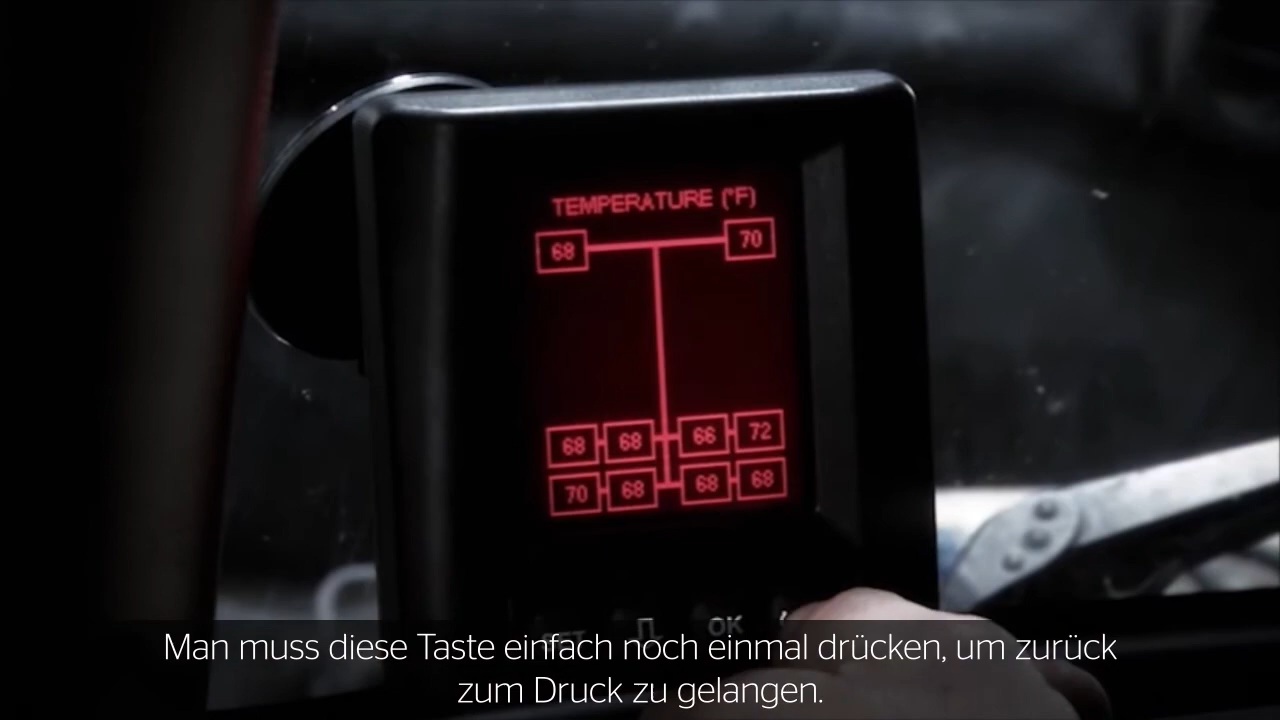 TEMPERATURE (°F)
68 70
68 68 66 72
70 68 68 68
OK
Man muss diese Taste einfach noch einmal drücken, um zurück
zum Druck zu gelangen.